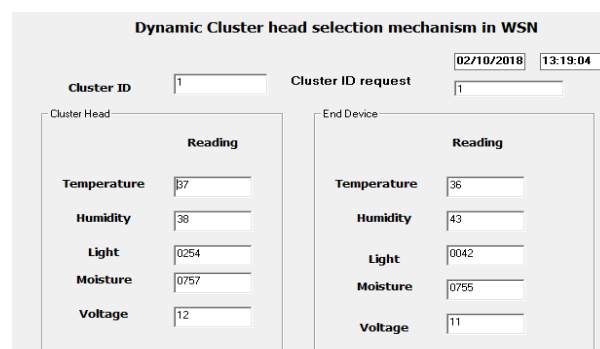 Dynamic Cluster head selection mechanism in WSN
02/10/2018 13:19:04
Cluster ID 1 Cluster ID request 1
Cluster Head End Device
Reading Reading
Temperature 37 Temperature 36
Humidity 38 Humidity 43
Light 0254 Light 0042
Moisture 0757 Moisture 0755
Voltage 12 Voltage 11